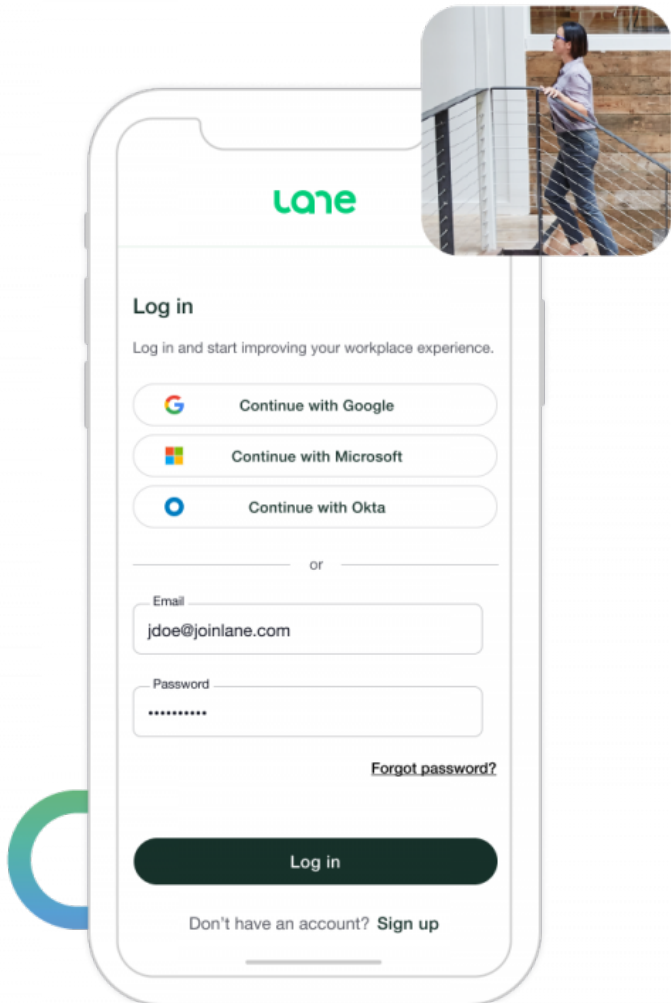 Lane
Log in
Log in and start improving your workplace experience.
Continue with Google
Continue with Microsoft
Continue with Okta
or
Email
jdoe@joinlane.com
Password
••••••••••
Forgot password?
Log in
Don't have an account? Sign up